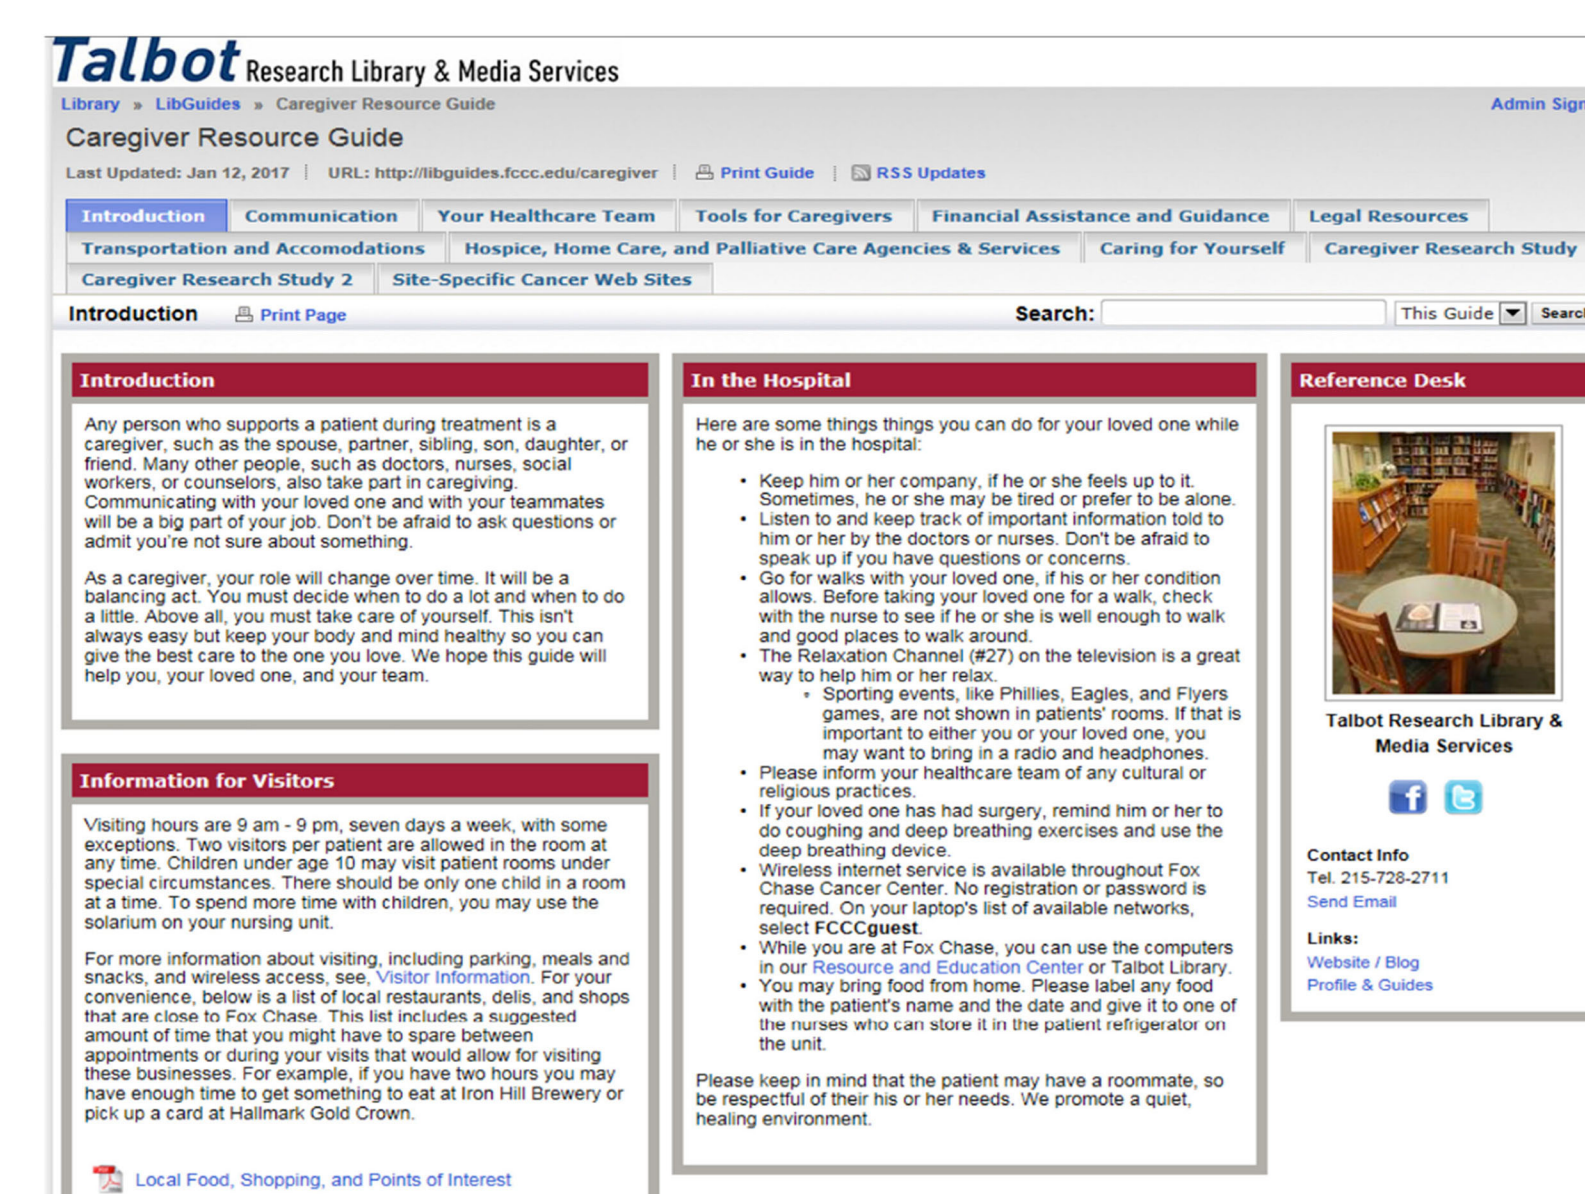 Talbot Research Library & Media Services
Library » LibGuides » Caregiver Resource Guide
Admin Sign
Caregiver Resource Guide
Last Updated: Jan 12, 2017 | URL: http://libguides.fccc.edu/caregiver | Print Guide | RSS Updates
Introduction Communication Your Healthcare Team Tools for Caregivers Financial Assistance and Guidance Legal Resources
Transportation and Accomodations Hospice, Home Care, and Palliative Care Agencies & Services Caring for Yourself Caregiver Research Study
Caregiver Research Study 2 Site-Specific Cancer Web Sites
Introduction Print Page Search: This Guide Search
Introduction
Any person who supports a patient during treatment is a
caregiver, such as the spouse, partner, sibling, son, daughter, or
friend. Many other people, such as doctors, nurses, social
workers, or counselors, also take part in caregiving.
Communicating with your loved one and with your teammates
will be a big part of your job. Don't be afraid to ask questions or
admit you're not sure about something.
As a caregiver, your role will change over time. It will be a
balancing act. You must decide when to do a lot and when to do
a little. Above all, you must take care of yourself. This isn't
always easy but keep your body and mind healthy so you can
give the best care to the one you love. We hope this guide will
help you, your loved one, and your team.
Information for Visitors
Visiting hours are 9 am - 9 pm, seven days a week, with some
exceptions. Two visitors per patient are allowed in the room at
any time. Children under age 10 may visit patient rooms under
special circumstances. There should be only one child in a room
at a time. To spend more time with children, you may use the
solarium on your nursing unit.
For more information about visiting, including parking, meals and
snacks, and wireless access, see, Visitor Information. For your
convenience, below is a list of local restaurants, delis, and shops
that are close to Fox Chase. This list includes a suggested
amount of time that you might have to spare between
appointments or during your visits that would allow for visiting
these businesses. For example, if you have two hours you may
have enough time to get something to eat at Iron Hill Brewery or
pick up a card at Hallmark Gold Crown.
Local Food, Shopping, and Points of Interest
In the Hospital
Here are some things things you can do for your loved one while
he or she is in the hospital:
• Keep him or her company, if he or she feels up to it.
Sometimes, he or she may be tired or prefer to be alone.
• Listen to and keep track of important information told to
him or her by the doctors or nurses. Don't be afraid to
speak up if you have questions or concerns.
• Go for walks with your loved one, if his or her condition
allows. Before taking your loved one for a walk, check
with the nurse to see if he or she is well enough to walk
and good places to walk around.
• The Relaxation Channel (#27) on the television is a great
way to help him or her relax.
◦ Sporting events, like Phillies, Eagles, and Flyers
games, are not shown in patients' rooms. If that is
important to either you or your loved one, you
may want to bring in a radio and headphones.
• Please inform your healthcare team of any cultural or
religious practices.
• If your loved one has had surgery, remind him or her to
do coughing and deep breathing exercises and use the
deep breathing device.
• Wireless internet service is available throughout Fox
Chase Cancer Center. No registration or password is
required. On your laptop's list of available networks,
select FCCCguest.
• While you are at Fox Chase, you can use the computers
in our Resource and Education Center or Talbot Library.
• You may bring food from home. Please label any food
with the patient's name and the date and give it to one of
the nurses who can store it in the patient refrigerator on
the unit.
Please keep in mind that the patient may have a roommate, so
be respectful of their his or her needs. We promote a quiet,
healing environment.
Reference Desk
Talbot Research Library &
Media Services
Contact Info
Tel. 215-728-2711
Send Email
Links:
Website / Blog
Profile & Guides